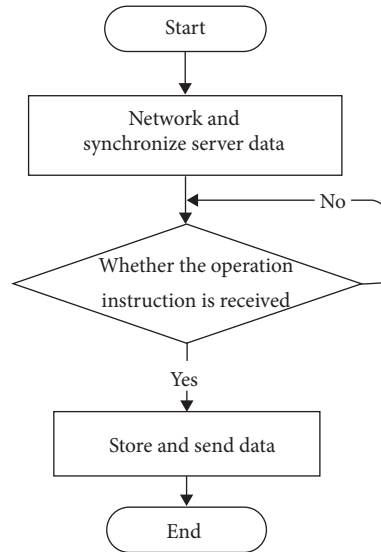 Start
Network and
synchronize server data
No
Whether the operation
instruction is received
Yes
Store and send data
End